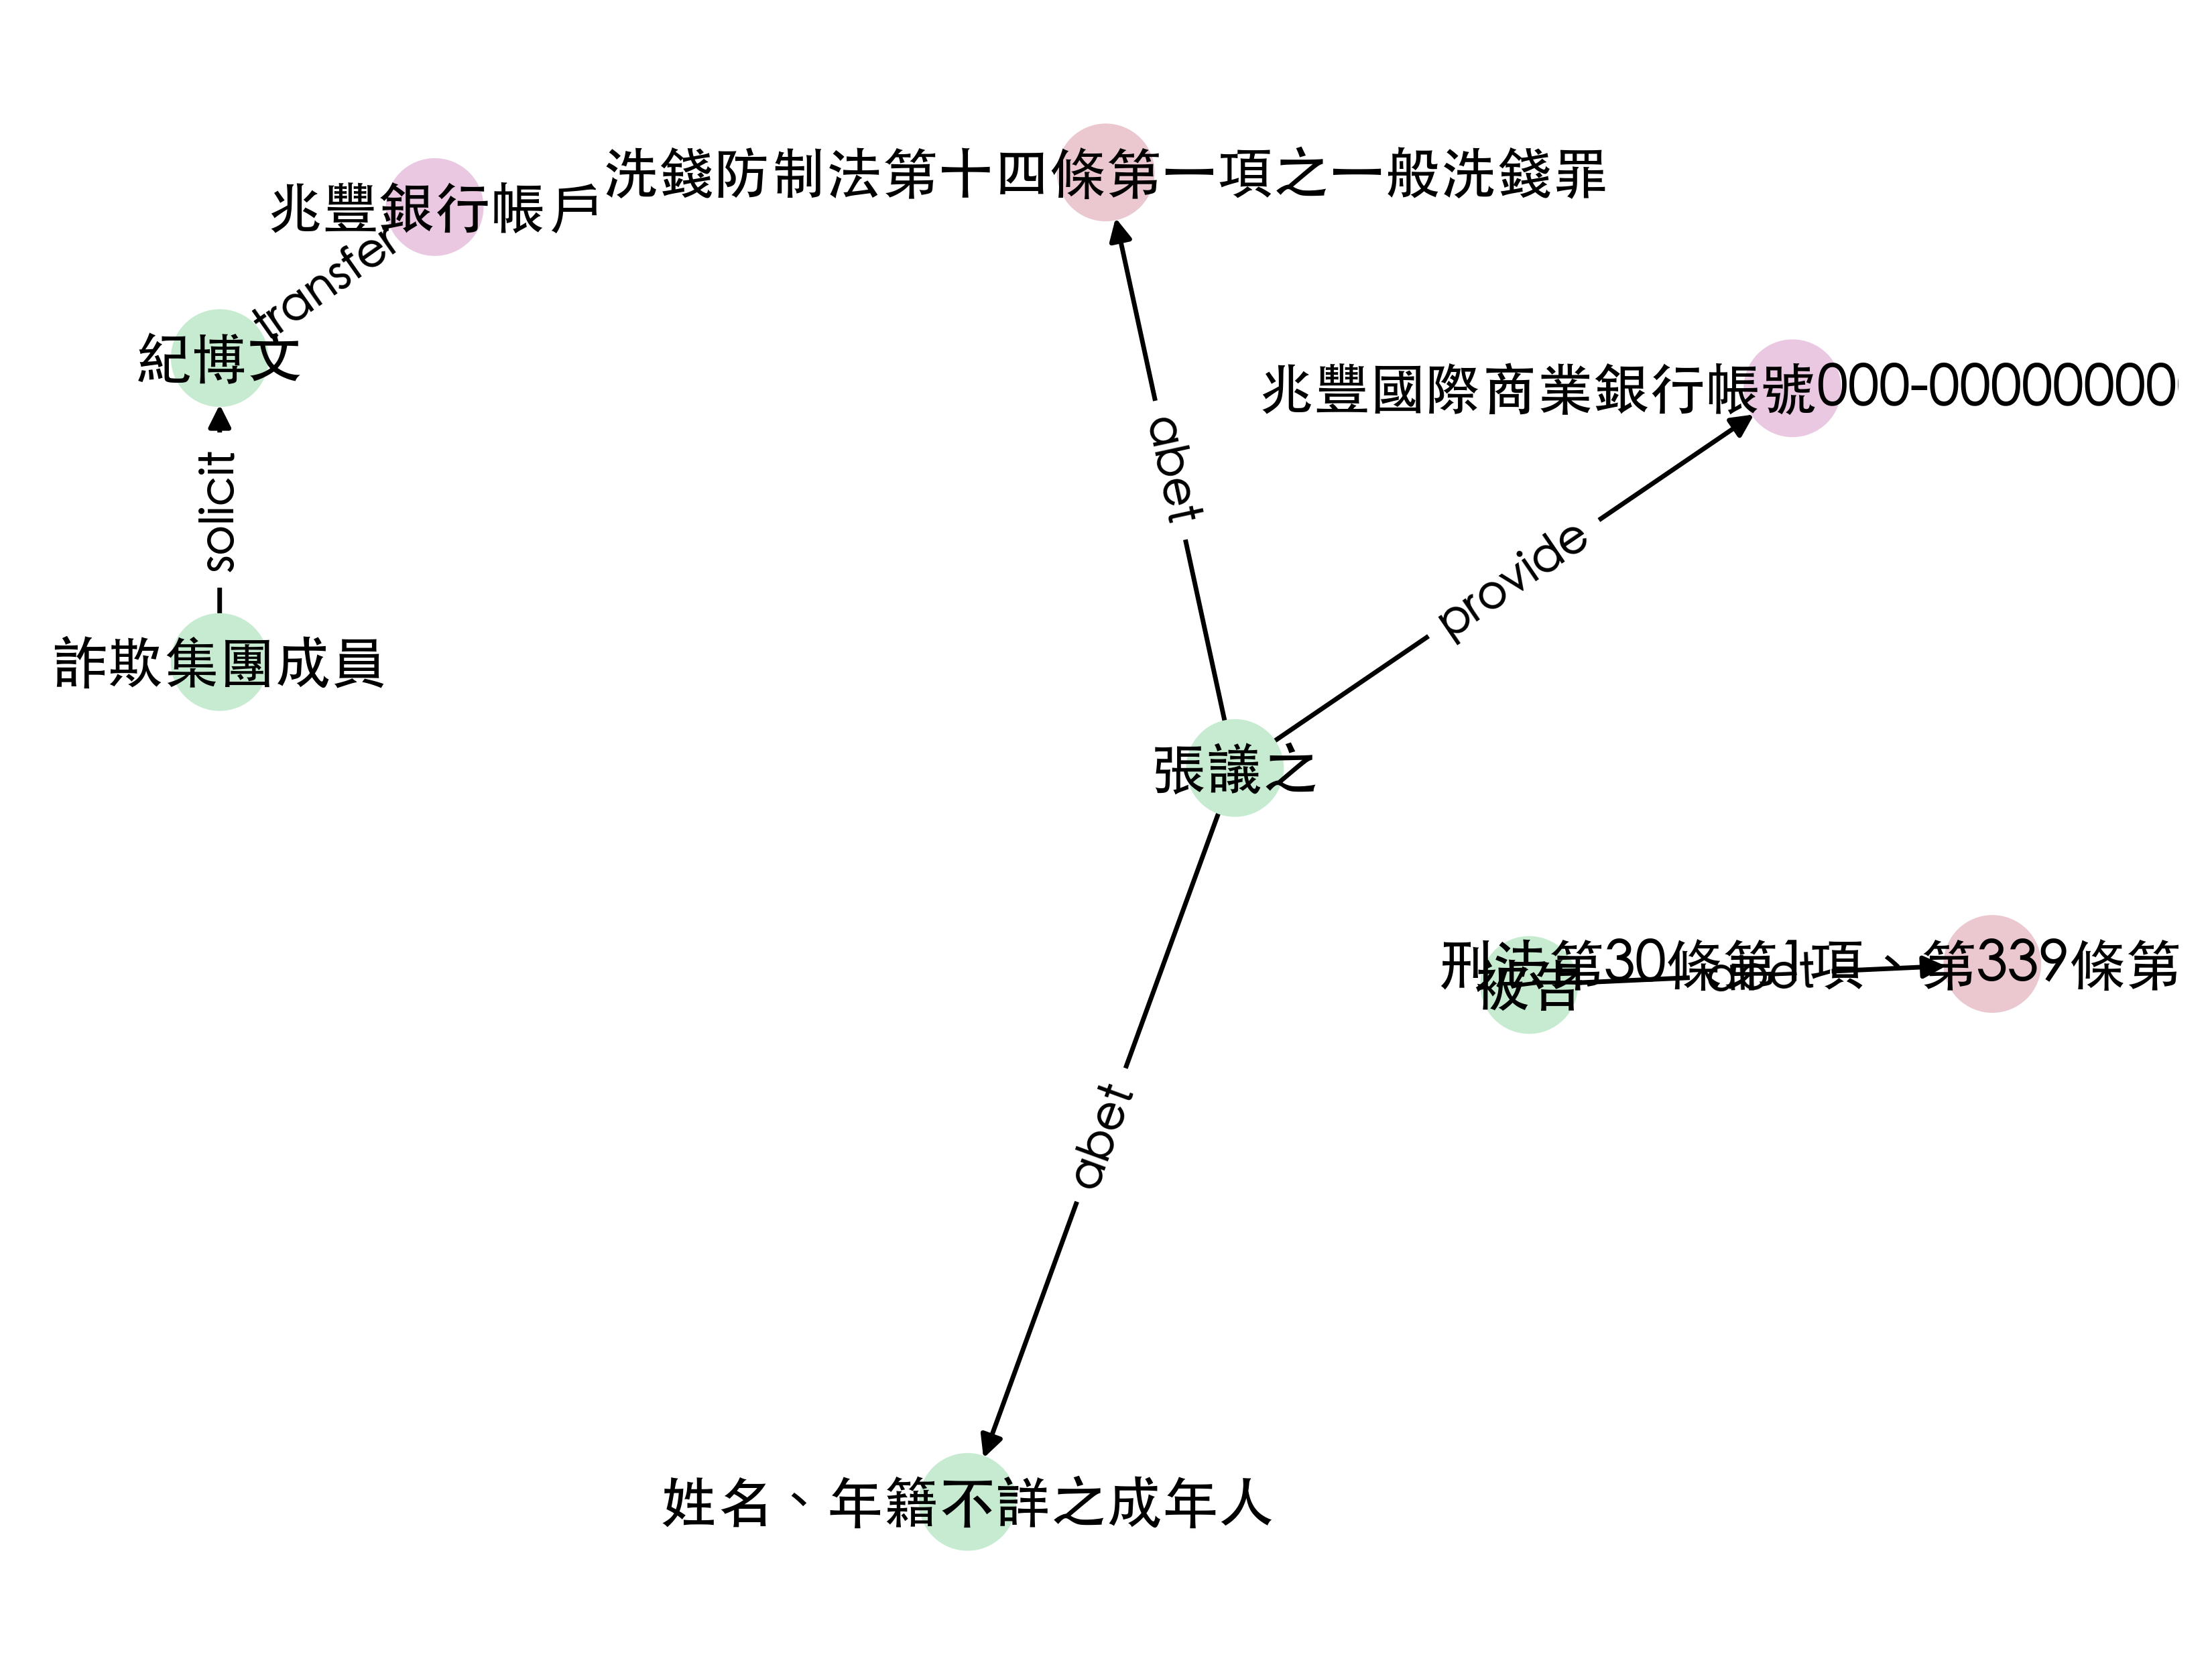 洗錢防制法第十四條第一項之一般洗錢罪
兆豐銀行帳戶
transfer
紀博文
兆豐國際商業銀行帳號000-00000000
abet
solicit
provide
詐欺集團成員
張議之
刑法第30條第1項、第339條第
abet
被告
abet
姓名、年籍不詳之成年人